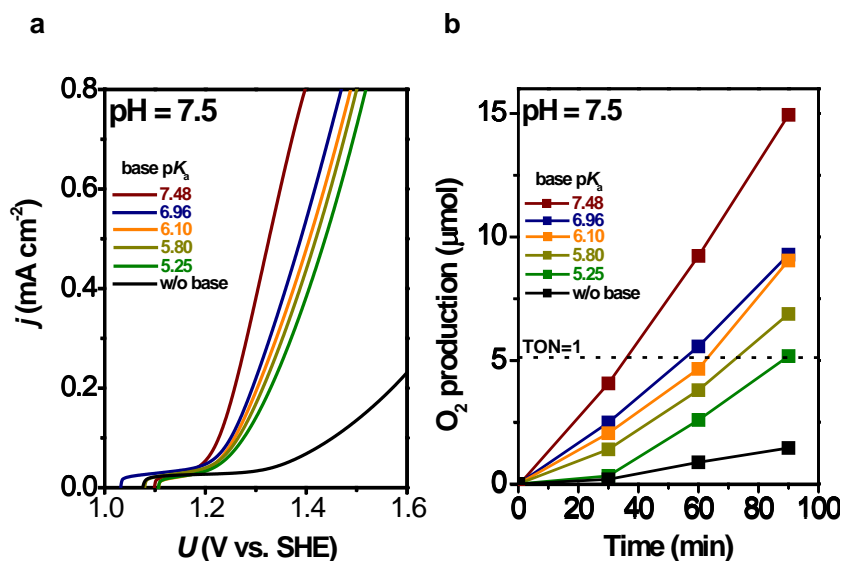 a
pH = 7.5
base pKa
7.48
6.96
6.10
5.80
5.25
w/o base
0.8
0.6
0.4
0.2
0.0
j (mA cm-2)
1.0 1.2 1.4 1.6
U (V vs. SHE)
b
pH = 7.5
base pKa
7.48
6.96
6.10
5.80
5.25
w/o base
TON=1
15
10
5
0
O2 production (μmol)
0 20 40 60 80 100
Time (min)